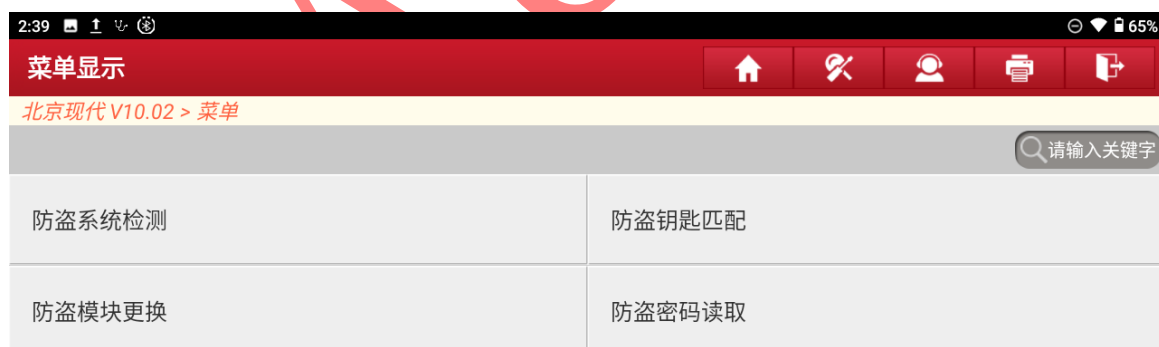 2:39 65%
菜单显示
北京现代 V10.02 > 菜单
请输入关键字
防盗系统检测 防盗钥匙匹配
防盗模块更换 防盗密码读取